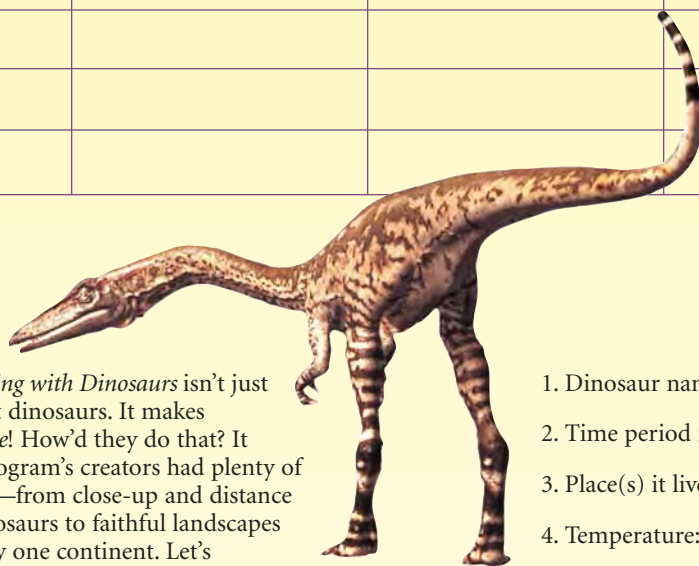 ing with Dinosaurs isn't just
t dinosaurs. It makes
e! How'd they do that? It
ogram's creators had plenty of
—from close-up and distance
osaurs to faithful landscapes
y one continent. Let's
1. Dinosaur nam
2. Time period
3. Place(s) it live
4. Temperature: